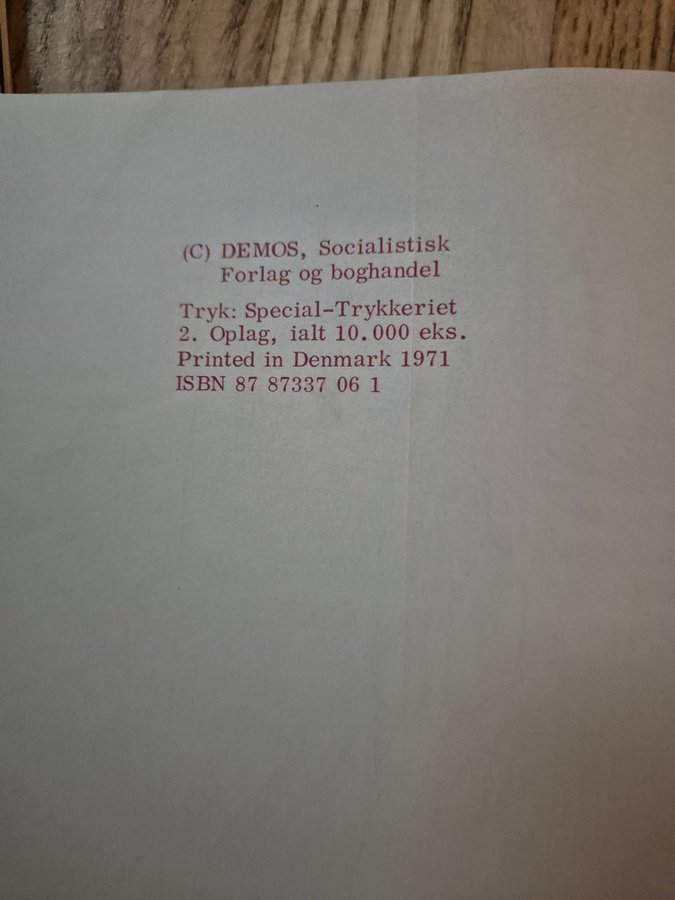 (C) DEMOS, Socialistisk
Forlag og boghandel
Tryk: Special-Trykkeriet
2. Oplag, ialt 10.000 eks.
Printed in Denmark 1971
ISBN 87 87337 06 1